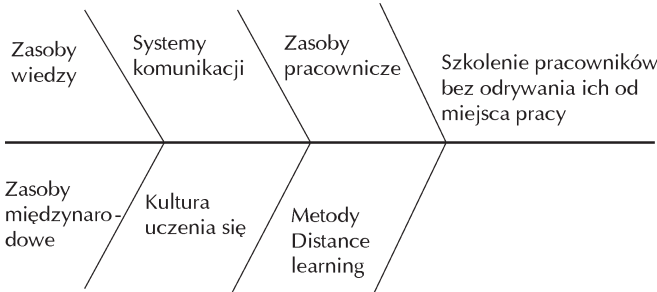 Zasoby
wiedzy
Systemy
komunikacji
Zasoby
pracownicze
Szkolenie pracowników
bez odrywania ich od
miejsca pracy
Zasoby
międzynaro-
dowe
Kultura
uczenia się
Metody
Distance
learning